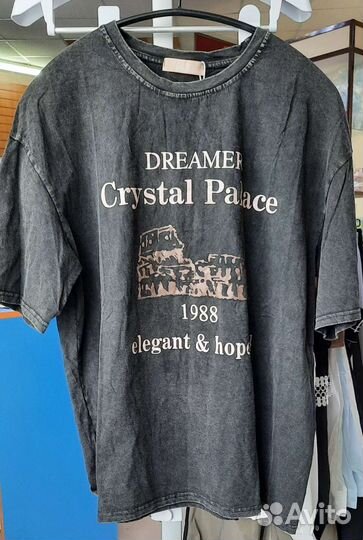 DREAMER
Crystal Palace
1988
elegant & hope
Avito